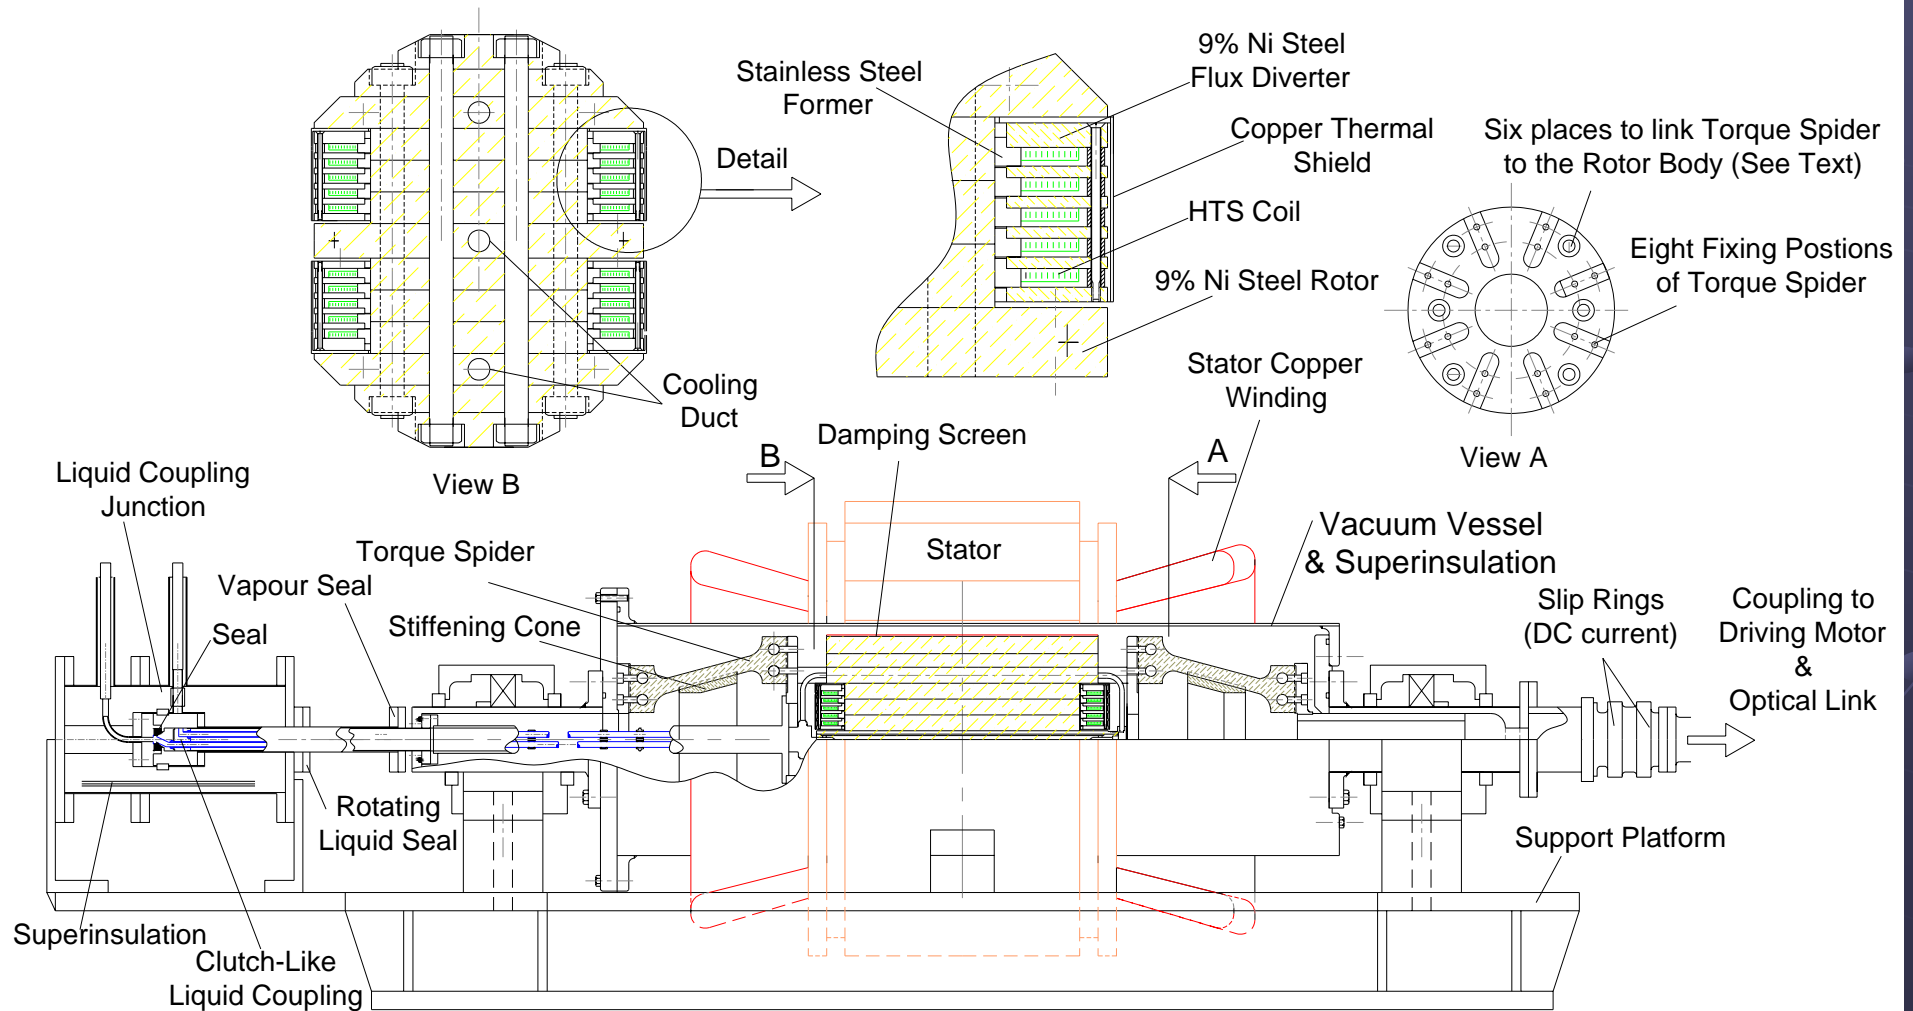 9% Ni Steel
Flux Diverter
Stainless Steel
Former
Copper Thermal
Shield
Six places to link Torque Spider
to the Rotor Body (See Text)
Detail
HTS Coil
Eight Fixing Postions
of Torque Spider
9% Ni Steel Rotor
Cooling
Duct
Stator Copper
Winding
Damping Screen
View B
View A
B
A
Liquid Coupling
Junction
Torque Spider
Stator
Vacuum Vessel
& Superinsulation
Vapour Seal
Seal
Stiffening Cone
Slip Rings
(DC current)
Coupling to
Driving Motor
&
Optical Link
Rotating
Liquid Seal
Support Platform
Superinsulation
Clutch-Like
Liquid Coupling